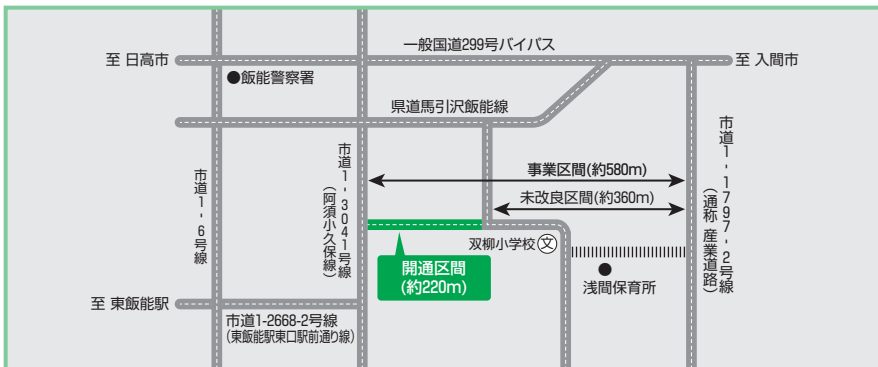 一般国道299号バイパス
至 日高市
至 入間市
●飯能警察署
県道馬引沢飯能線
市道1-6号線
市道1-3041号線
（阿須小久保線）
市道1-1797-2号線
（通称 産業道路）
事業区間(約580m)
未改良区間(約360m)
双柳小学校 文
開通区間
(約220m)
浅間保育所
至 東飯能駅
市道1-2668-2号線
（東飯能駅東口駅前通り線）